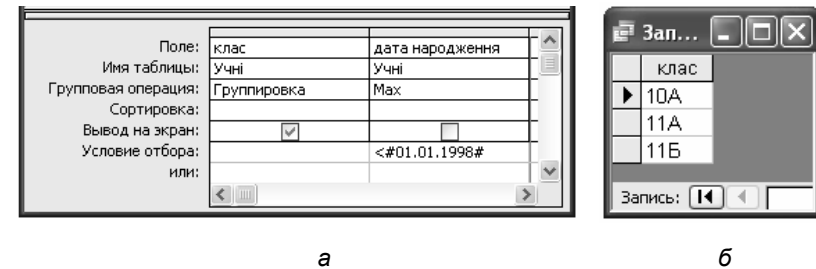 Поле: клас дата народження
Имя таблицы: Учні Учні
Групповая операция: Группировка Max
Сортировка:
Вывод на экран:
Условие отбора: <#01.01.1998#
или:
Зап...
клас
10А
11А
11Б
Запись:
а б